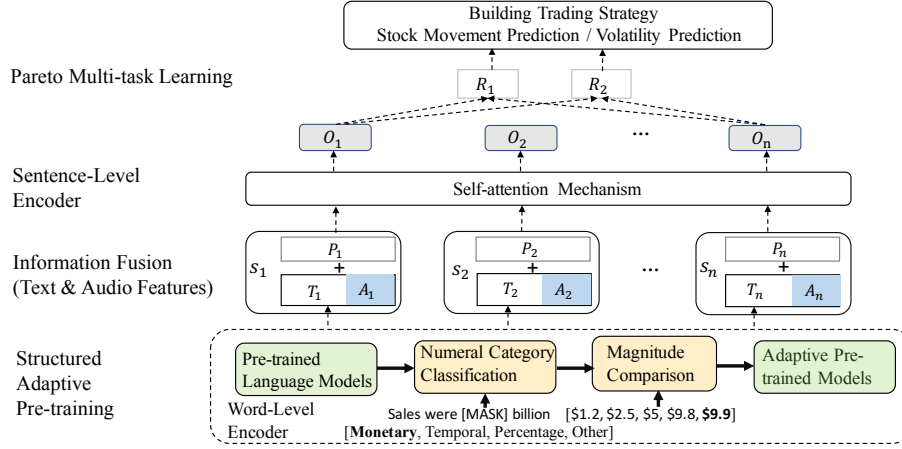 Building Trading Strategy
Stock Movement Prediction / Volatility Prediction
Pareto Multi-task Learning
R1 R2
O1 O2 ... On
Sentence-Level
Encoder
Self-attention Mechanism
Information Fusion
(Text & Audio Features)
S1 P1 + T1 A1
S2 P2 + T2 A2
...
Sn Pn + Tn An
Structured
Adaptive
Pre-training
Pre-trained
Language Models
Numeral Category
Classification
Magnitude
Comparison
Adaptive Pre-
trained Models
Word-Level
Encoder
Sales were [MASK] billion
[$1.2, $2.5, $5, $9.8, $9.9]
[Monetary, Temporal, Percentage, Other]